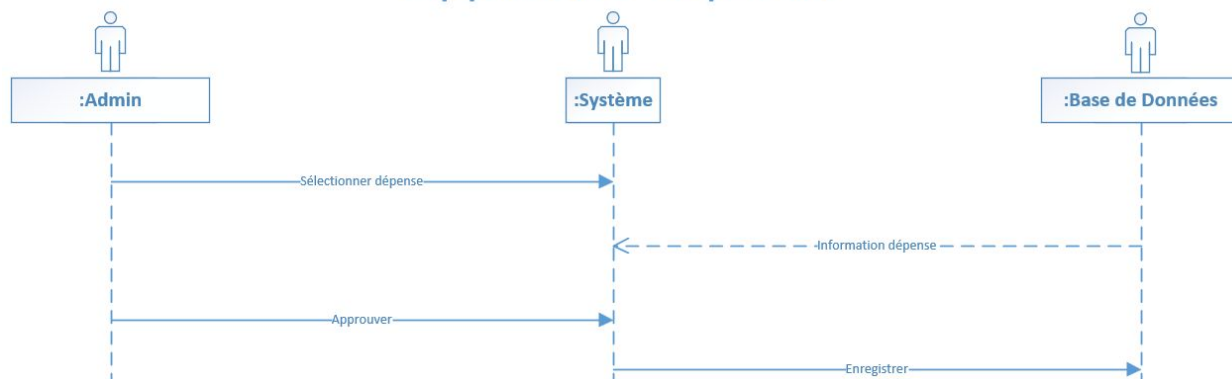 :Admin
:Système
:Base de Données
Sélectionner dépense
Information dépense
Approuver
Enregistrer